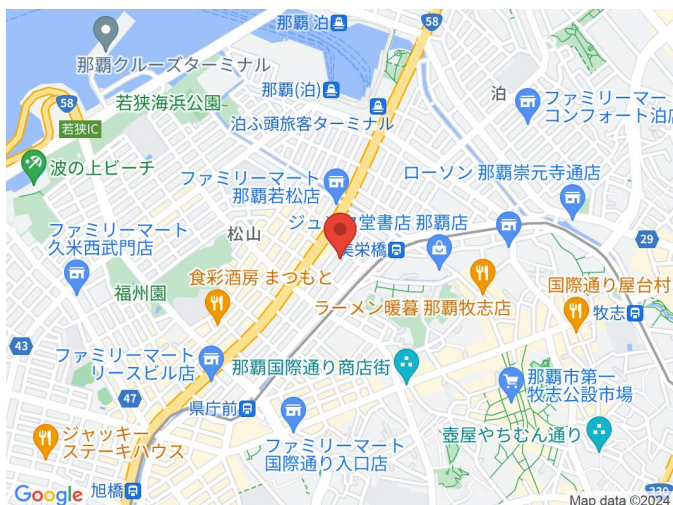 那覇 泊
58
那覇クルーズターミナル
那覇(泊)
泊
58
若狭海浜公園
ファミリーマート
コンフォート泊店
若狭IC
泊ふ頭旅客ターミナル
波の上ビーチ
ファミリーマート
那覇若松店
ローソン 那覇崇元寺通店
ファミリーマート
久米西武門店
松山
堂書店 那覇店
29
美栄橋
食彩酒房 まつもと
国際通り屋台村
福州園
ラーメン暖暮 那覇牧志店
牧志
43
ファミリーマート
リースビル店
那覇国際通り商店街
那覇市第一
牧志公設市場
47
県庁前
ジャッキー
ステーキハウス
ファミリーマート
国際通り入口店
壺屋やちむん通り
旭橋
Google
Map data ©2024